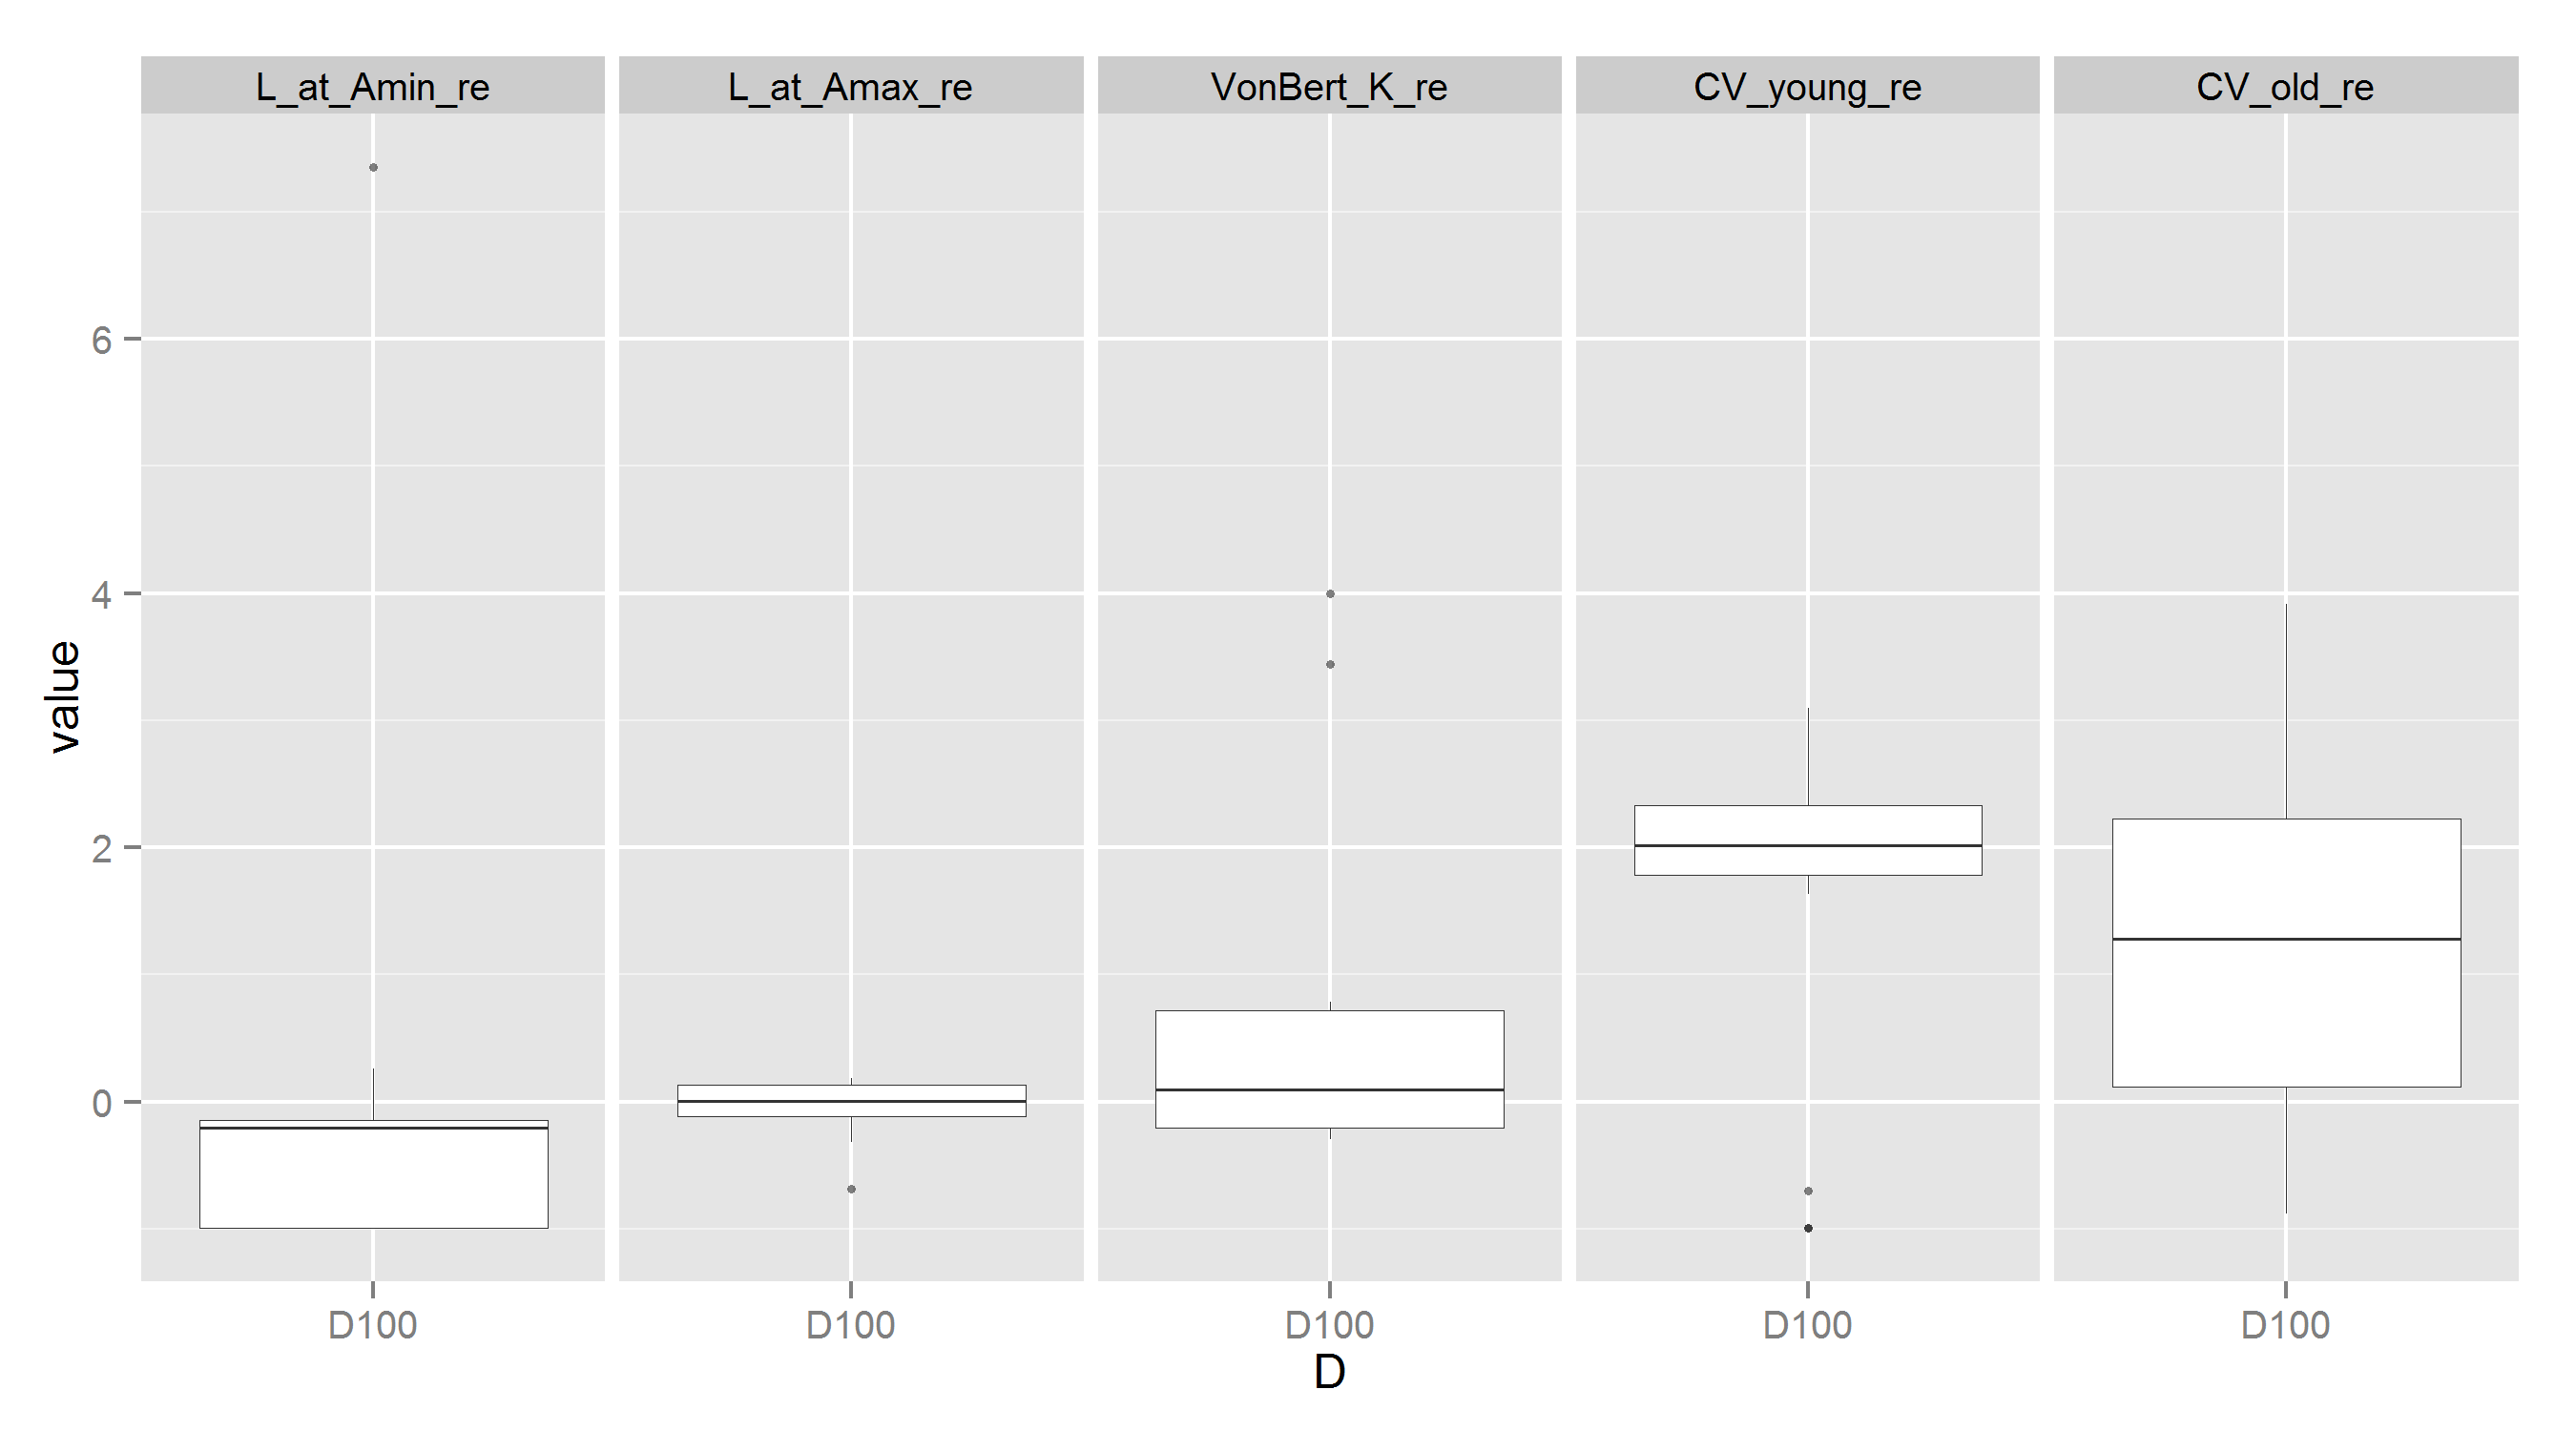 L_at_Amin_re
L_at_Amax_re
VonBert_K_re
CV_young_re
CV_old_re
6
4
2
0
value
D100
D100
D100
D100
D100
D